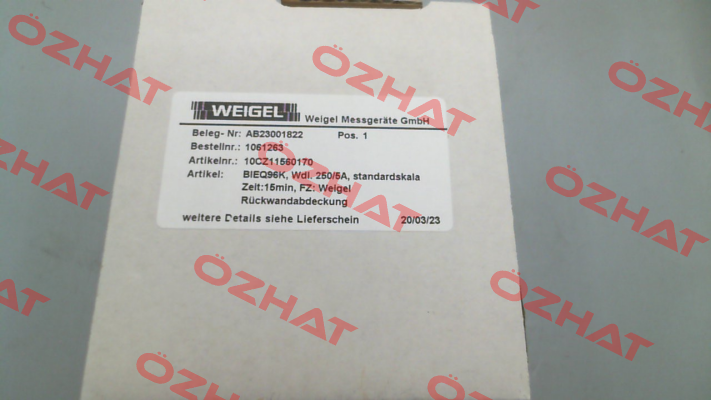 WEIGEL Weigel Messgeräte GmbH
Beleg- Nr: AB23001822 Pos. 1
Bestellnr.: 1061263
Artikelnr.: 10CZ11560170
Artikel: BIEQ96K, Wdl. 250/5A, standardskala
Zeit:15min, FZ: Weigel
Rückwandabdeckung
weitere Details siehe Lieferschein 20/03/23
ÖZHAT
ÖZHAT
ÖZHAT
ÖZHAT
ÖZHAT
ÖZHAT
ÖZHAT
ÖZHAT
ÖZHAT
ÖZHAT